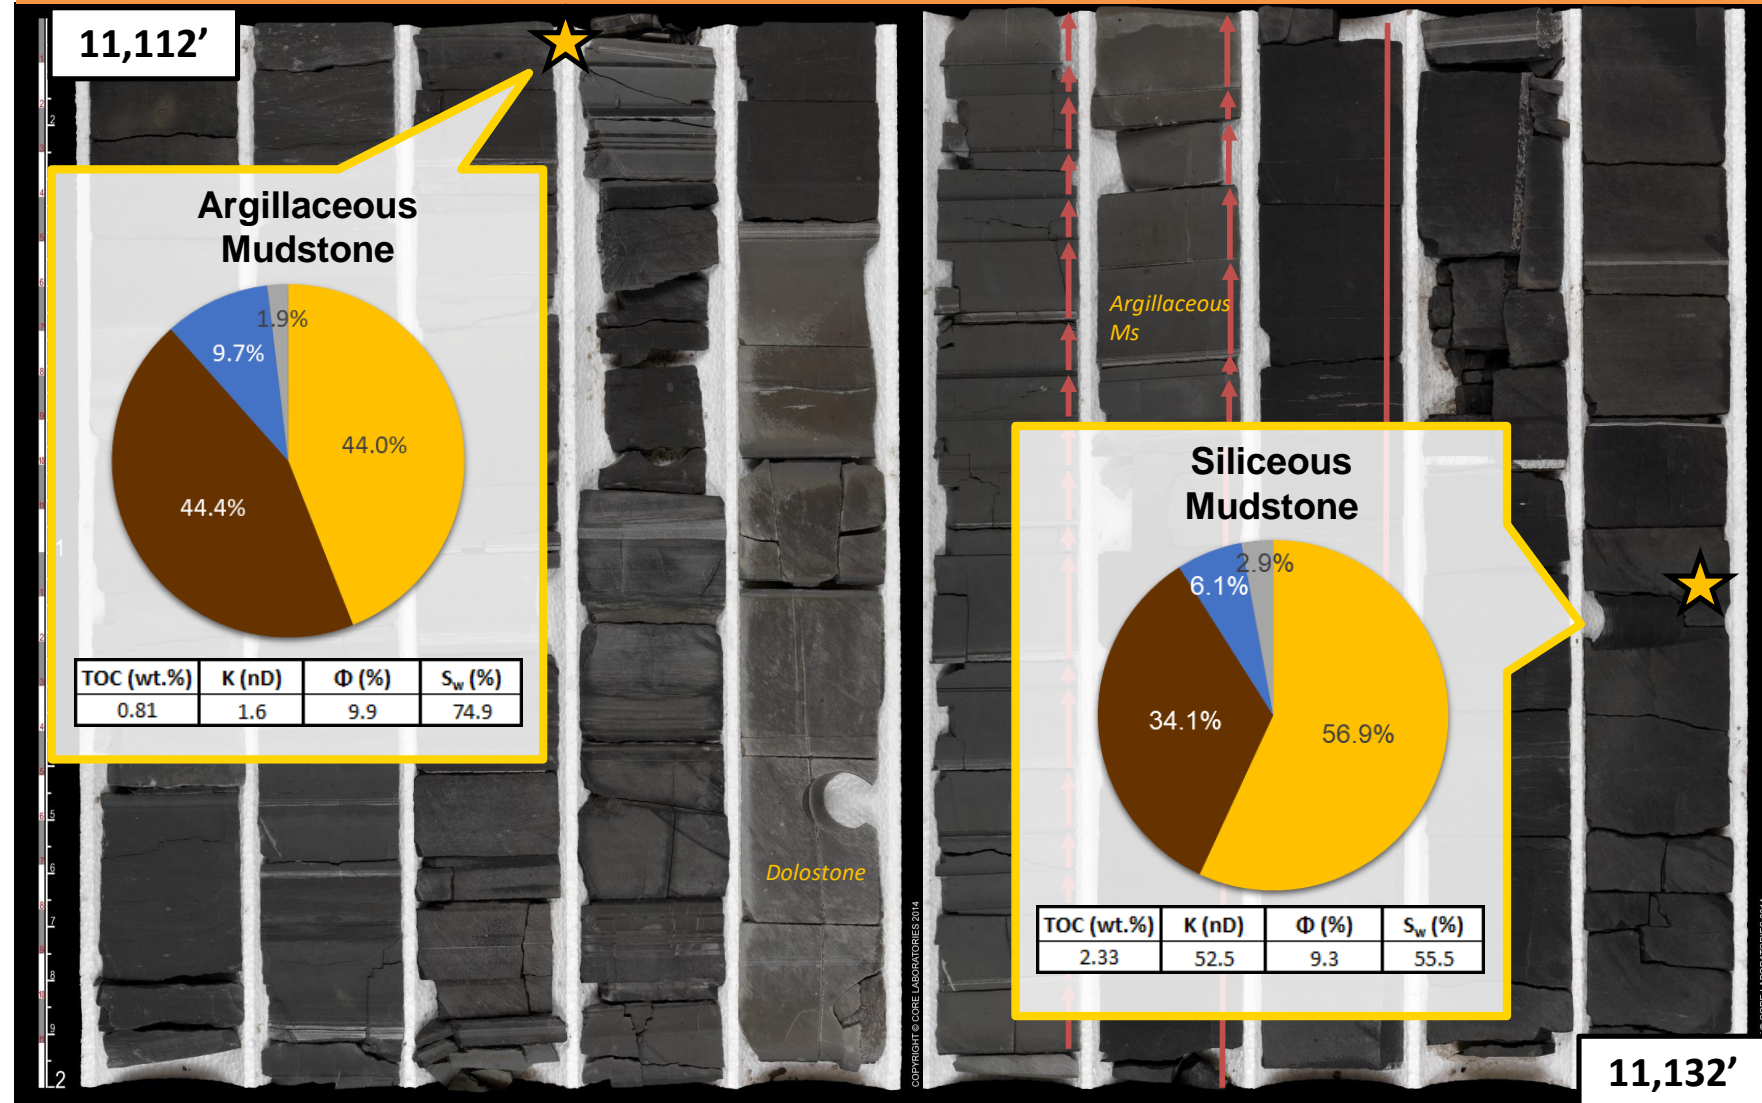 11,112’
Argillaceous
Mudstone
1.9%
9.7%
44.0%
44.4%
TOC (wt.%) K (nD) Φ (%) Sw (%)
0.81 1.6 9.9 74.9
Dolostone
COPYRIGHT © CORE LABORATORIES 2014
Argillaceous
Ms
Siliceous
Mudstone
2.9%
6.1%
34.1%
56.9%
TOC (wt.%) K (nD) Φ (%) Sw (%)
2.33 52.5 9.3 55.5
11,132’
1
2